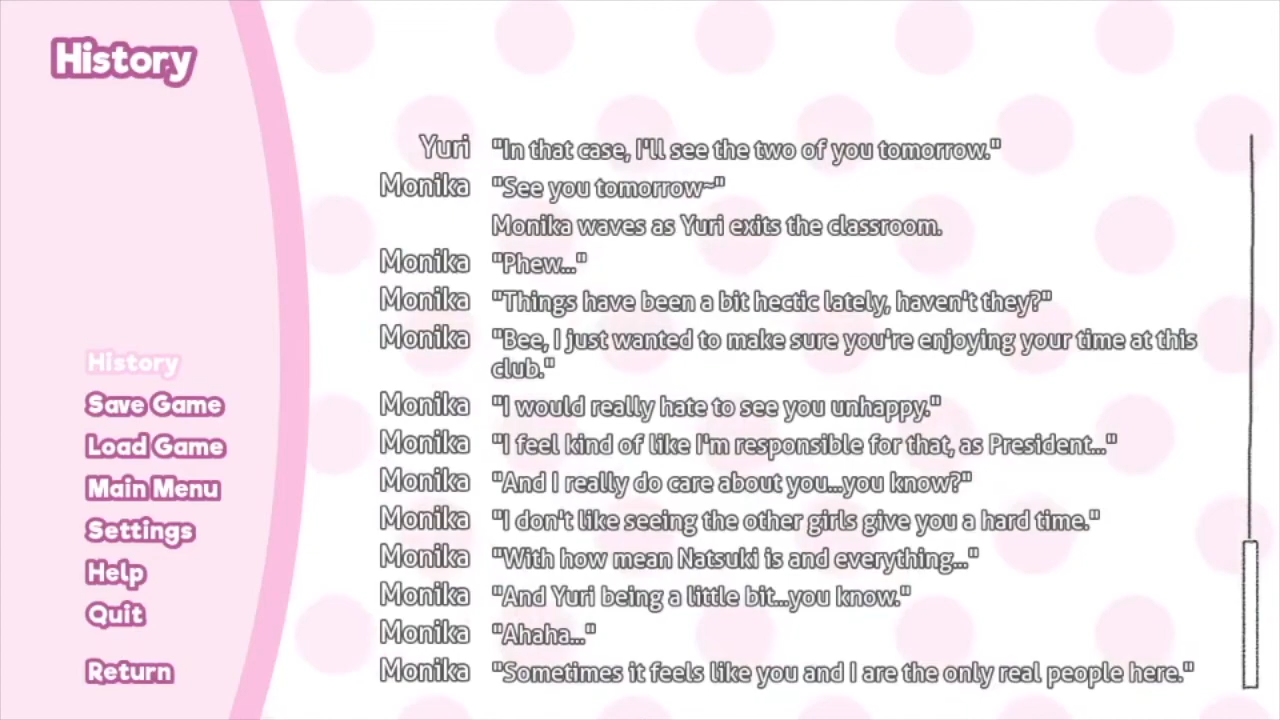 History
Yuri "In that case, I'll see the two of you tomorrow."
Monika "See you tomorrow~"
Monika waves as Yuri exits the classroom.
Monika "Phew..."
Monika "Things have been a bit hectic lately, haven't they?"
Monika "Bee, I just wanted to make sure you're enjoying your time at this
club."
Monika "I would really hate to see you unhappy."
Monika "I feel kind of like I'm responsible for that, as President..."
Monika "And I really do care about you...you know?"
Monika "I don't like seeing the other girls give you a hard time."
Monika "With how mean Natsuki is and everything..."
Monika "And Yuri being a little bit...you know."
Monika "Ahaha..."
Monika "Sometimes it feels like you and I are the only real people here."
History
Save Game
Load Game
Main Menu
Settings
Help
Quit
Return